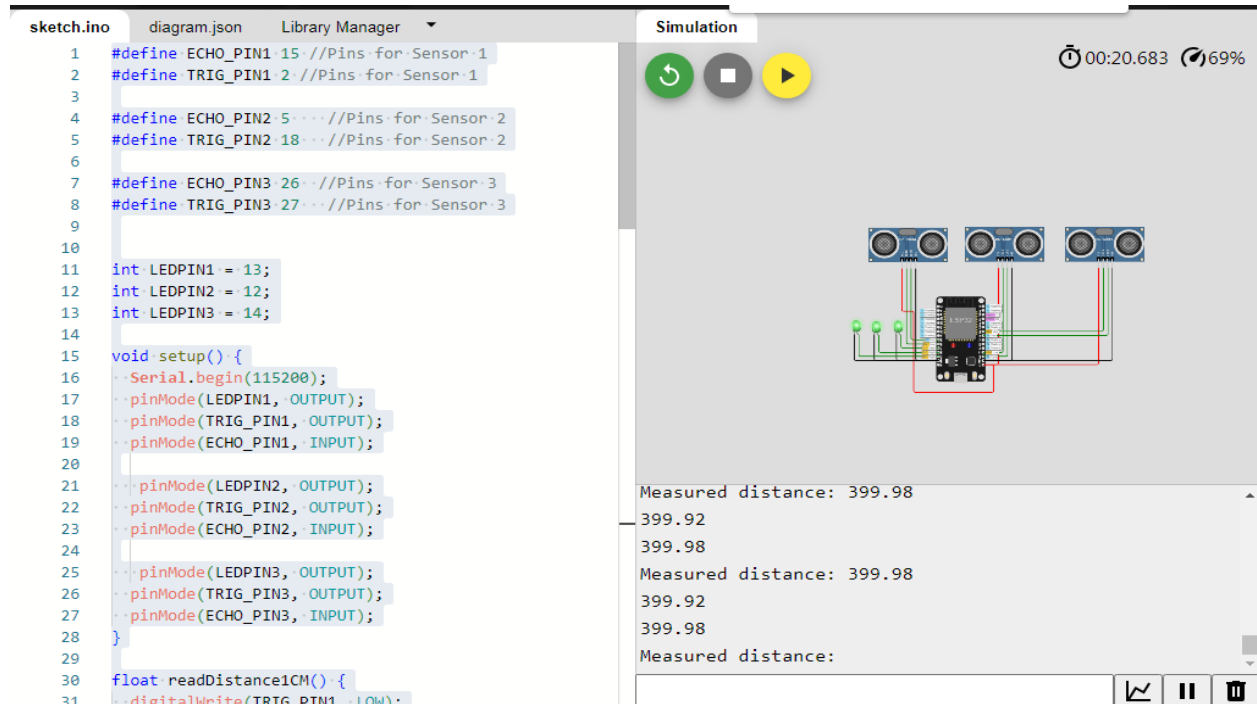 sketch.ino diagram.json Library Manager
1 #define ECHO_PIN1 15 //Pins for Sensor 1
2 #define TRIG_PIN1 2 //Pins for Sensor 1
3
4 #define ECHO_PIN2 5    //Pins for Sensor 2
5 #define TRIG_PIN2 18   //Pins for Sensor 2
6
7 #define ECHO_PIN3 26  //Pins for Sensor 3
8 #define TRIG_PIN3 27   //Pins for Sensor 3
9
10
11 int LEDPIN1 = 13;
12 int LEDPIN2 = 12;
13 int LEDPIN3 = 14;
14
15 void setup() {
16   Serial.begin(115200);
17   pinMode(LEDPIN1, OUTPUT);
18   pinMode(TRIG_PIN1, OUTPUT);
19   pinMode(ECHO_PIN1, INPUT);
20
21    pinMode(LEDPIN2, OUTPUT);
22   pinMode(TRIG_PIN2, OUTPUT);
23   pinMode(ECHO_PIN2, INPUT);
24
25    pinMode(LEDPIN3, OUTPUT);
26   pinMode(TRIG_PIN3, OUTPUT);
27   pinMode(ECHO_PIN3, INPUT);
28 }
29
30 float readDistance1CM() {
31   digitalWrite(TRIG_PIN1, LOW);
Simulation
00:20.683 69%
ESP32
Measured distance: 399.98
399.92
399.98
Measured distance: 399.98
399.92
399.98
Measured distance: